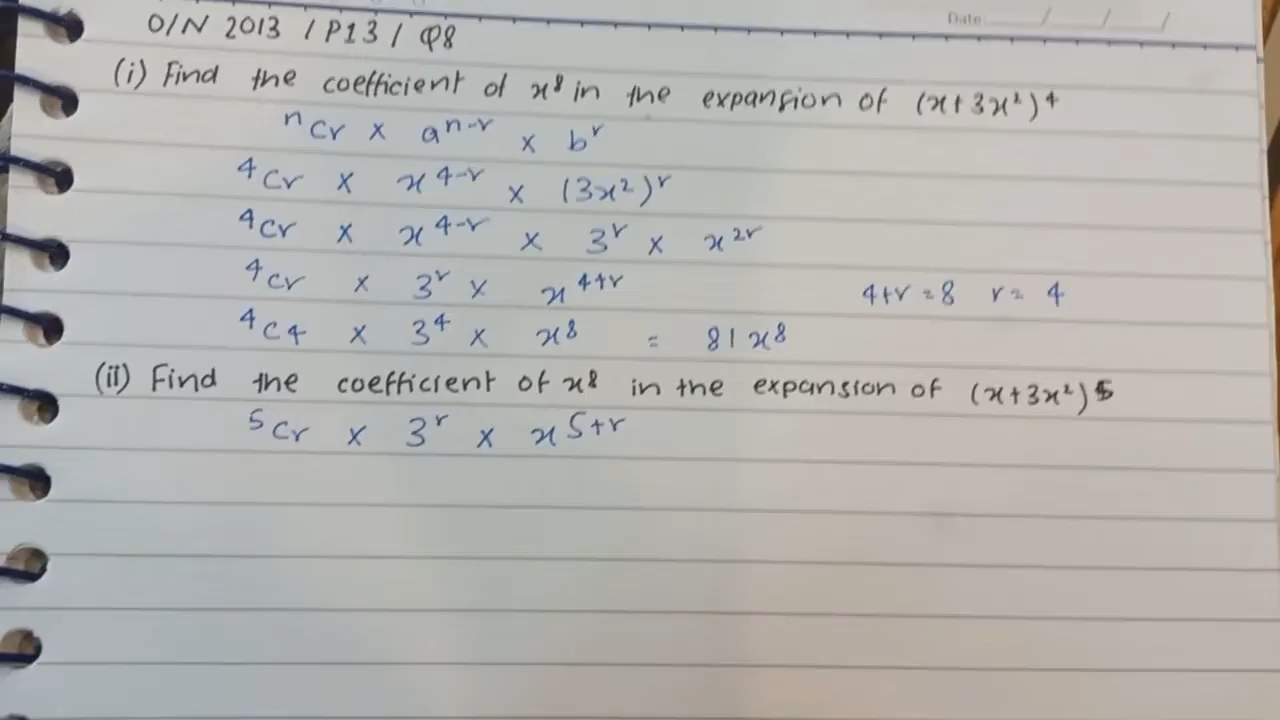 Date / / /
O/N 2013 / P13 / Q8
(i) Find the coefficient of x⁸ in the expansion of (x+3x²)⁴
ⁿCr × aⁿ⁻ʳ × bʳ
⁴Cr × x⁴⁻ʳ × (3x²)ʳ
⁴Cr × x⁴⁻ʳ × 3ʳ × x²ʳ
⁴Cr × 3ʳ × x⁴⁺ʳ 4+r = 8 r = 4
⁴C4 × 3⁴ × x⁸ = 81x⁸
(ii) Find the coefficient of x⁸ in the expansion of (x+3x²)⁵
⁵Cr × 3ʳ × x⁵⁺ʳ